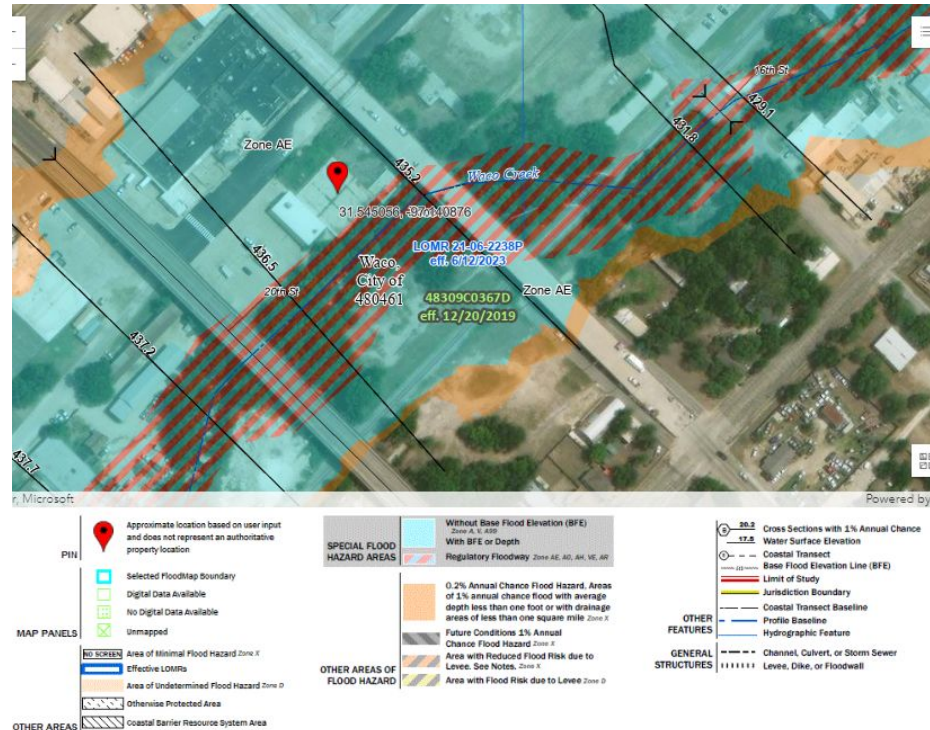 16th St
429.1
431.8
Zone AE
435.2
Waco Creek
LOMR 21-06-2238P
eff. 6/12/2023
Waco,
City of
480461
436.5
20th St
48309C0367D
eff. 12/20/2019
Zone AE
437.2
437.7
r, Microsoft
Powered by
PIN
Approximate location based on user input
and does not represent an authoritative
property location
MAP PANELS
Selected FloodMap Boundary
Digital Data Available
No Digital Data Available
Unmapped
OTHER AREAS
NO SCREEN Area of Minimal Flood Hazard Zone X
Effective LOMRs
Area of Undetermined Flood Hazard Zone D
Otherwise Protected Area
Coastal Barrier Resource System Area
SPECIAL FLOOD
HAZARD AREAS
Without Base Flood Elevation (BFE)
Zone A, V, A99
With BFE or Depth
Regulatory Floodway Zone AE, AO, AH, VE, AR
OTHER AREAS OF
FLOOD HAZARD
0.2% Annual Chance Flood Hazard, Areas
of 1% annual chance flood with average
depth less than one foot or with drainage
areas of less than one square mile Zone X
Future Conditions 1% Annual
Chance Flood Hazard Zone X
Area with Reduced Flood Risk due to
Levee. See Notes. Zone X
Area with Flood Risk due to Levee Zone D
OTHER
FEATURES
20.2 Cross Sections with 1% Annual Chance
17.5 Water Surface Elevation
Coastal Transect
Base Flood Elevation Line (BFE)
Limit of Study
Jurisdiction Boundary
Coastal Transect Baseline
Profile Baseline
Hydrographic Feature
GENERAL
STRUCTURES
Channel, Culvert, or Storm Sewer
Levee, Dike, or Floodwall